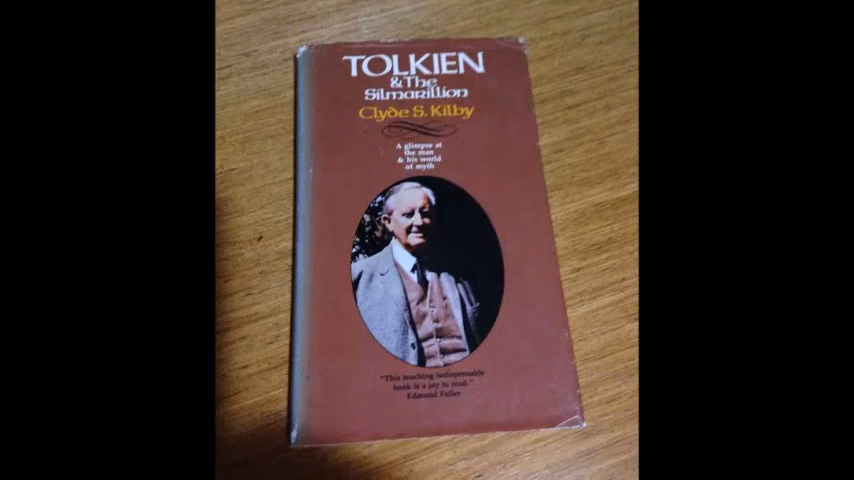 TOLKIEN
& The
Silmarillion
Clyde S. Kilby
A glimpse at
the man
& his world
of myth
"This touching indispensable
book is a joy to read."
Edmund Fuller